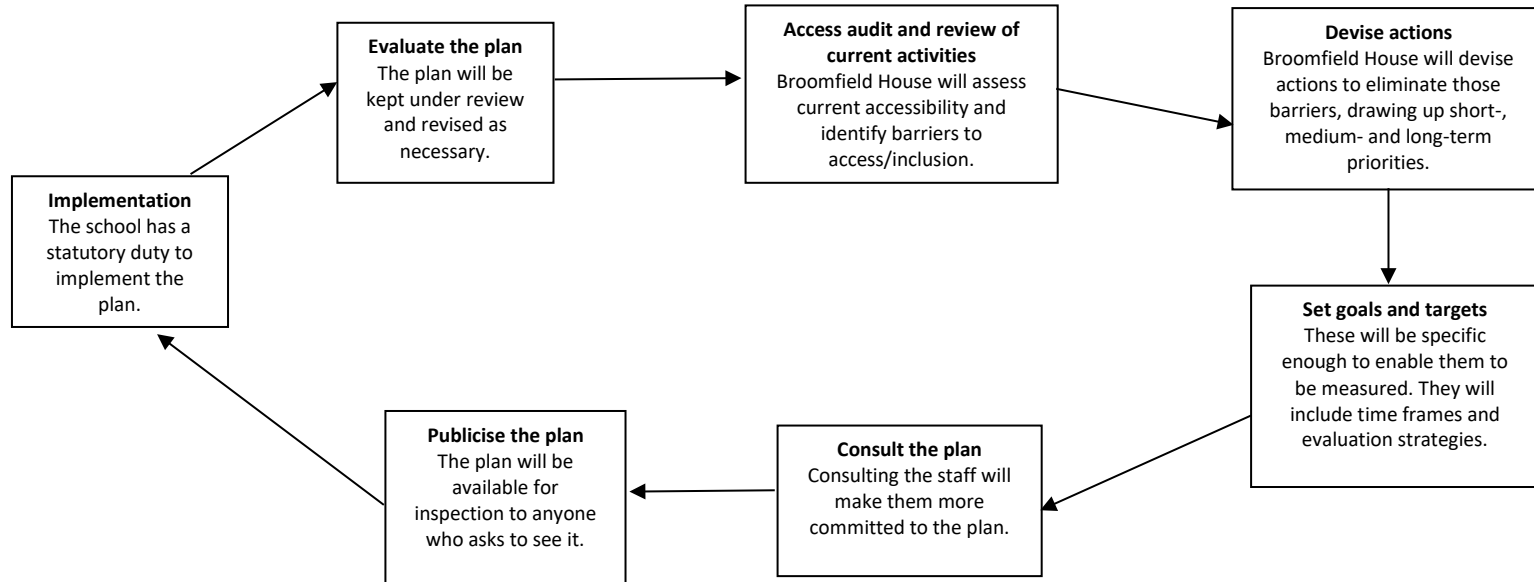 Evaluate the plan
The plan will be
kept under review
and revised as
necessary.
Access audit and review of
current activities
Broomfield House will assess
current accessibility and
identify barriers to
access/inclusion.
Devise actions
Broomfield House will devise
actions to eliminate those
barriers, drawing up short-,
medium- and long-term
priorities.
Set goals and targets
These will be specific
enough to enable them to
be measured. They will
include time frames and
evaluation strategies.
Consult the plan
Consulting the staff will
make them more
committed to the plan.
Publicise the plan
The plan will be
available for
inspection to anyone
who asks to see it.
Implementation
The school has a
statutory duty to
implement the
plan.